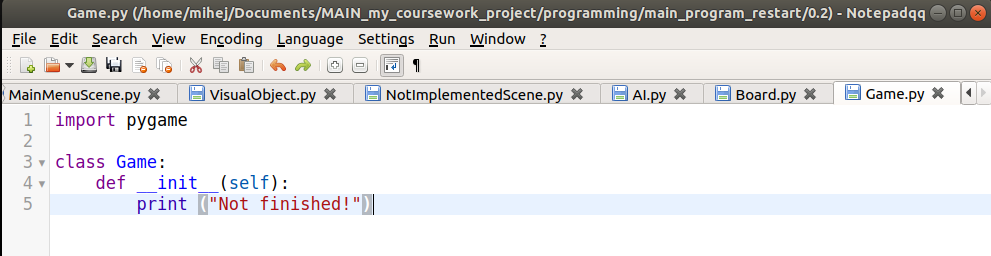 Game.py (/home/mihej/Documents/MAIN_my_coursework_project/programming/main_program_restart/0.2) - Notepadqq
File Edit Search View Encoding Language Settings Run Window ?
MainMenuScene.py VisualObject.py NotImplementedScene.py AI.py Board.py Game.py
1 import pygame
2
3 class Game:
4 def __init__(self):
5 print ("Not finished!")